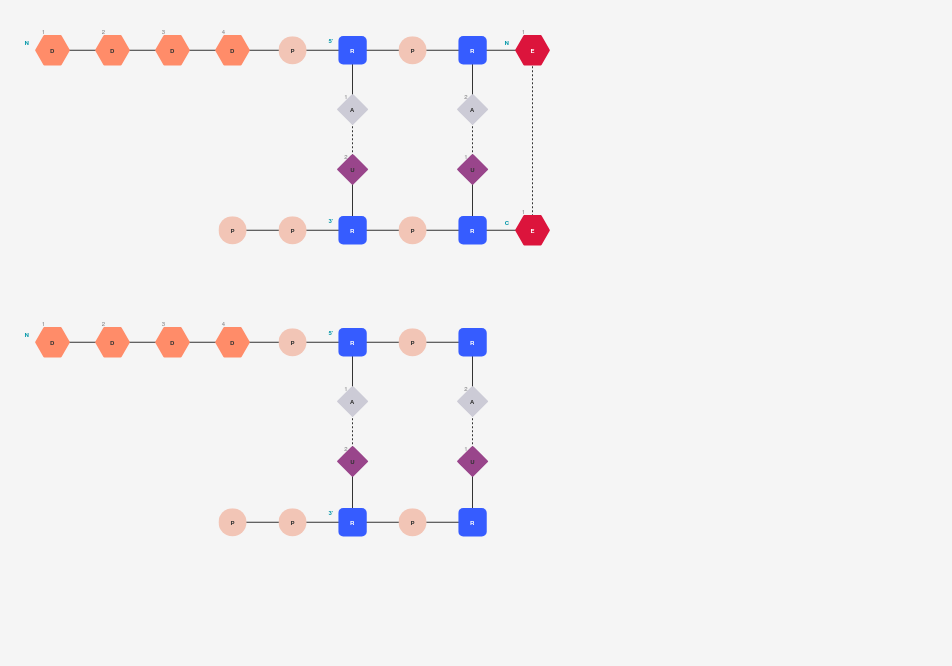 1 2 3 4 1
N D D D D P 5' R P R N E
1 A 2 A
2 U 1 U
1
P P 3' R P R C E
1 2 3 4
N D D D D P 5' R P R
1 A 2 A
2 U 1 U
P P 3' R P R